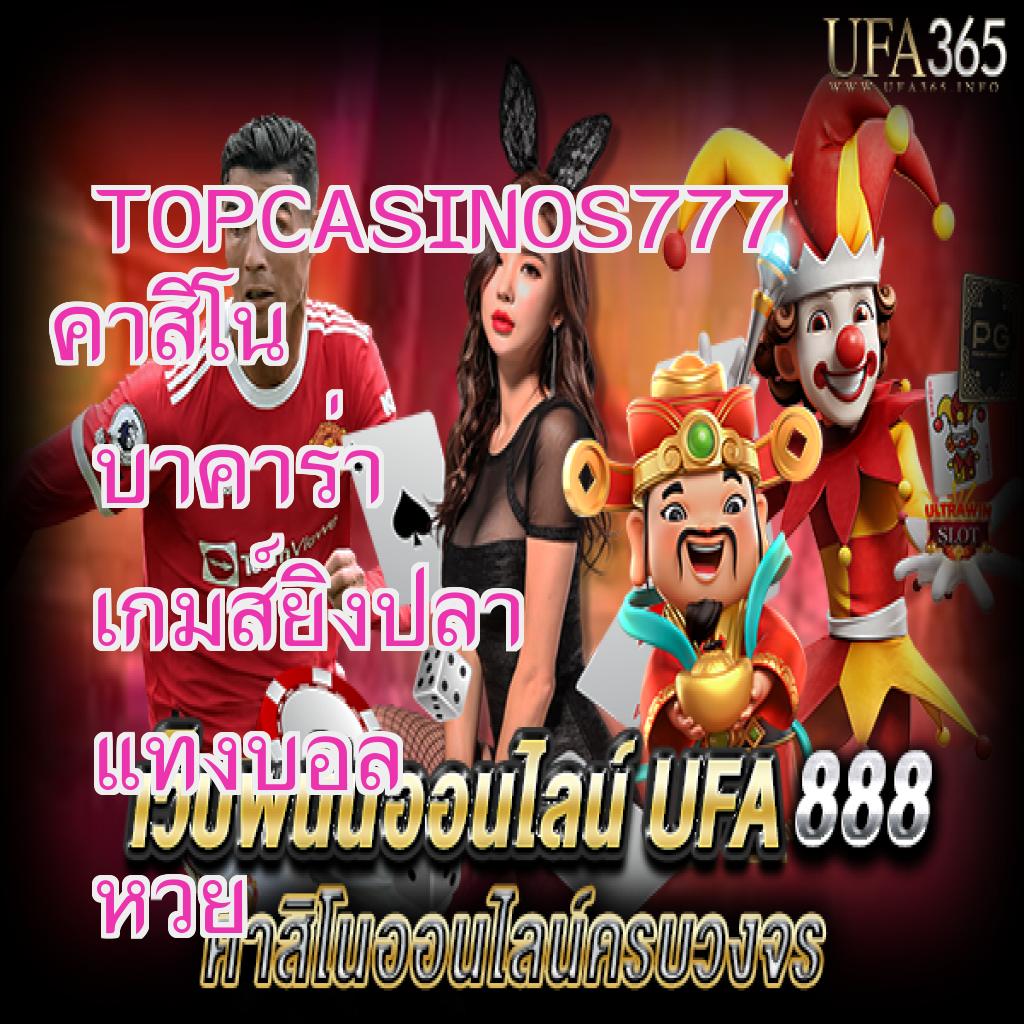 UFA365
WWW.UFA365.INFO
TOPCASINOS777
คาสิโน
บาคาร่า
เกมส์ยิงปลา
แทงบอล
หวย
PG
TeamViewer
ULTRAWIN
SLOT
เว็บพนันออนไลน์ UFA 888
คาสิโนออนไลน์ครบวงจร